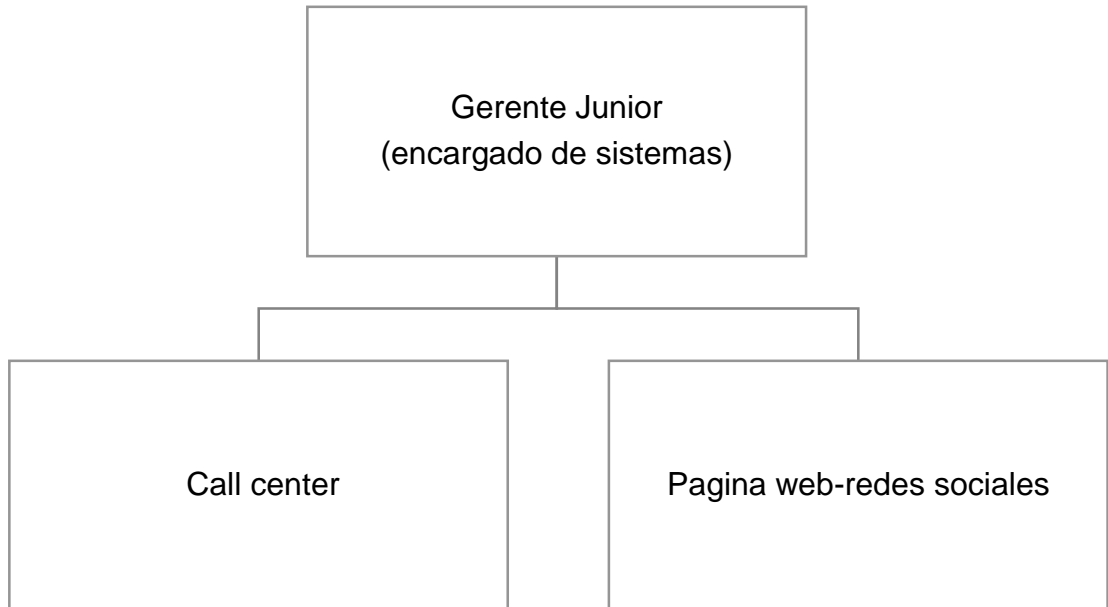 Gerente Junior
(encargado de sistemas)
Call center
Pagina web-redes sociales